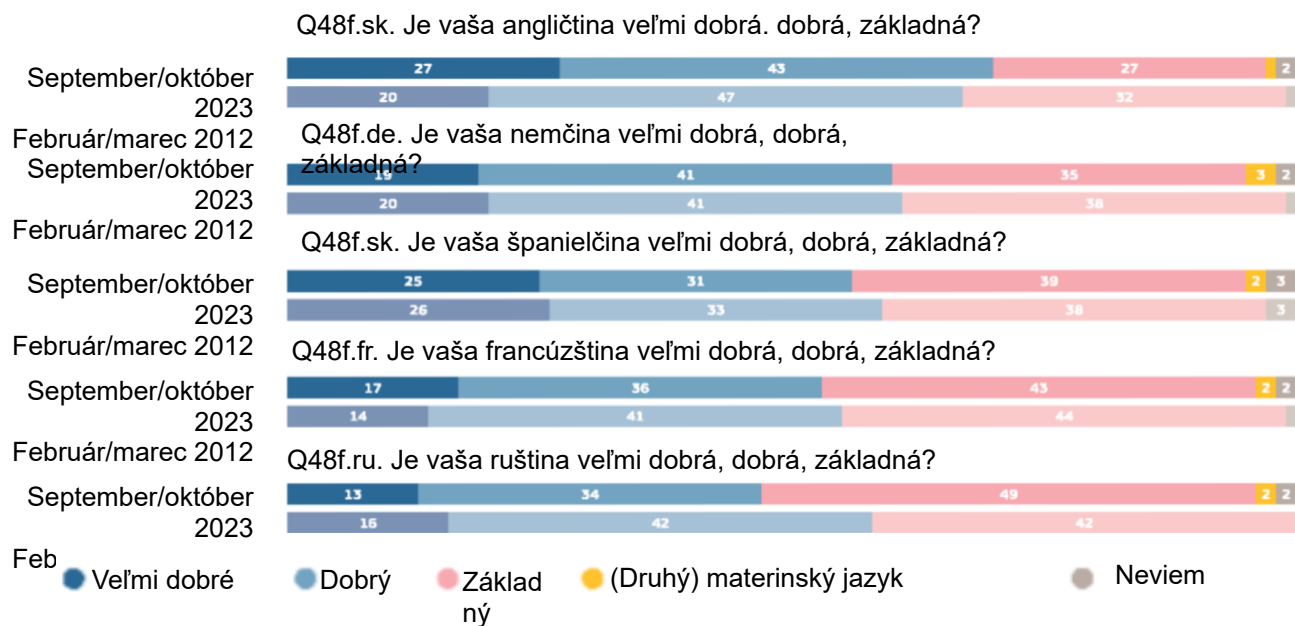 Q48f.sk. Je vaša angličtina veľmi dobrá. dobrá, základná?
September/október
2023
27 43 27 2
Február/marec 2012
20 47 32
Q48f.de. Je vaša nemčina veľmi dobrá, dobrá,
základná?
September/október
2023
19 41 35 3 2
Február/marec 2012
20 41 38
Q48f.sk. Je vaša španielčina veľmi dobrá, dobrá, základná?
September/október
2023
25 31 39 2 3
Február/marec 2012
26 33 38 3
Q48f.fr. Je vaša francúzština veľmi dobrá, dobrá, základná?
September/október
2023
17 36 43 2 2
Február/marec 2012
14 41 44
Q48f.ru. Je vaša ruština veľmi dobrá, dobrá, základná?
September/október
2023
13 34 49 2 2
Feb
16 42 42
Veľmi dobré
Dobrý
Základ
ný
(Druhý) materinský jazyk
Neviem